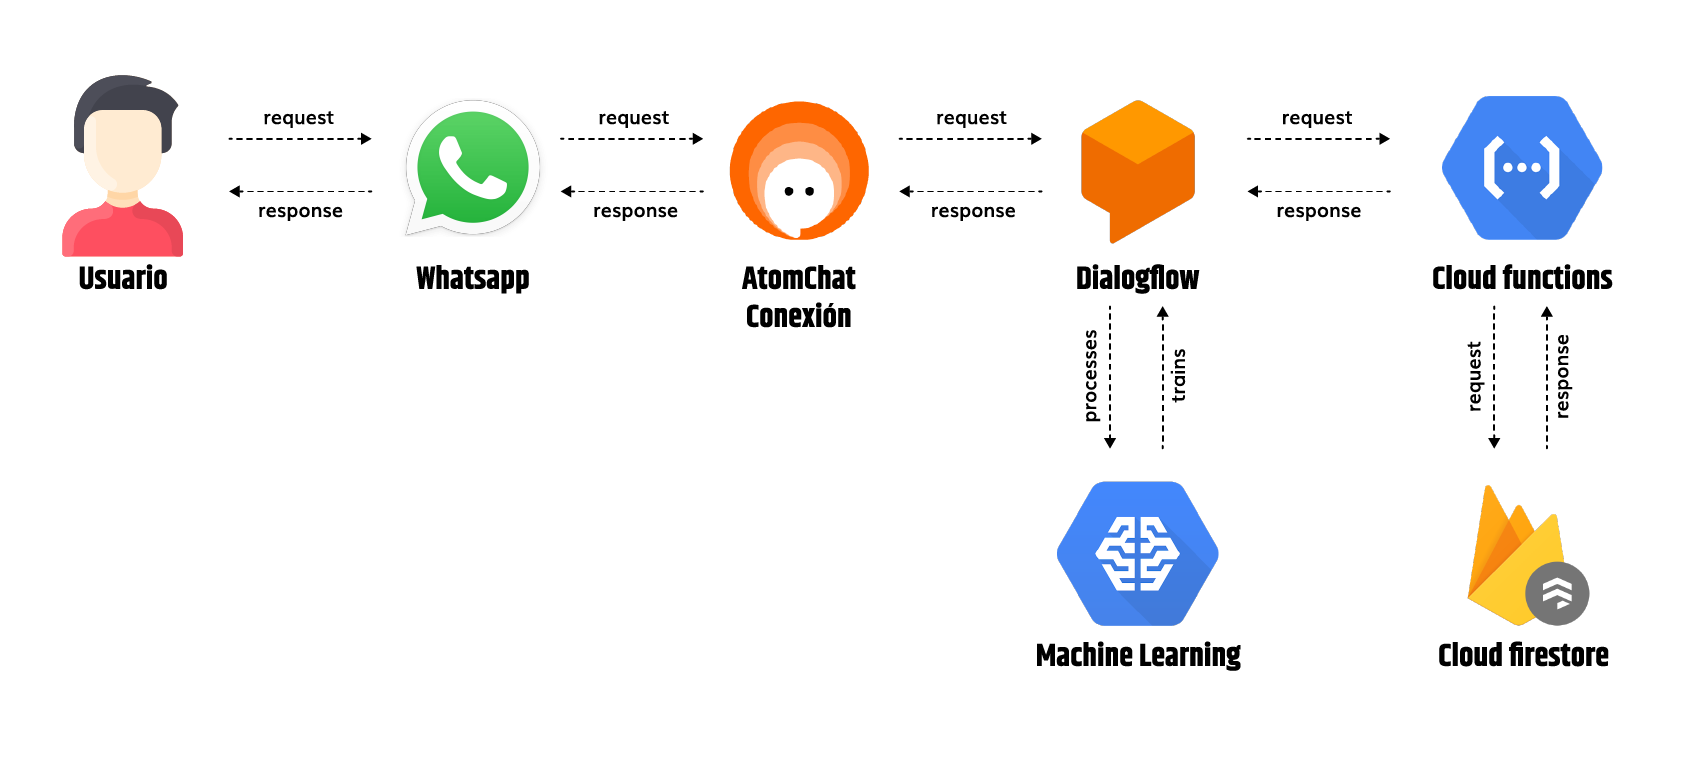 request
request
request
request
response
response
response
response
Usuario
Whatsapp
AtomChat
Conexión
Dialogflow
Cloud functions
processes
trains
request
response
Machine Learning
Cloud firestore